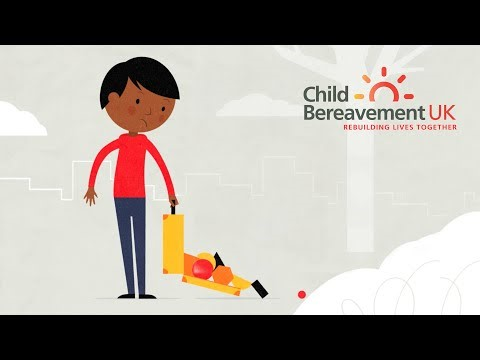 Child
Bereavement UK
REBUILDING LIVES TOGETHER